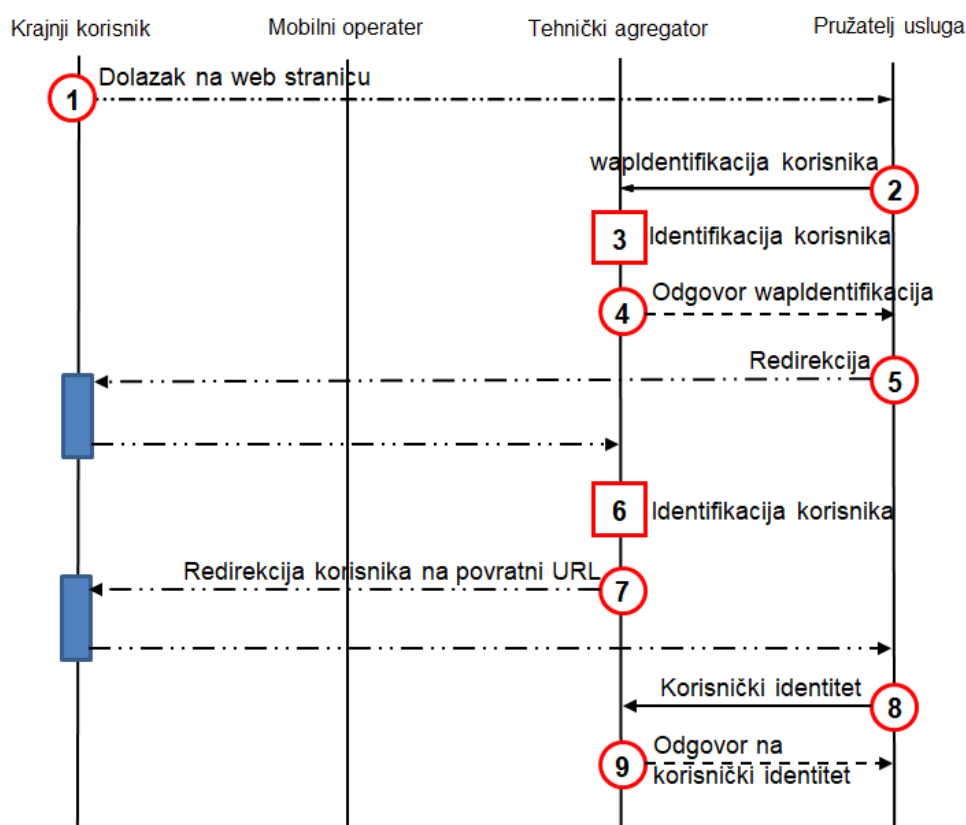 Krajnji korisnik
Mobilni operater
Tehnički agregator
Pružatelj usluga
Dolazak na web stranicu
1
wapIdentifikacija korisnika
2
3
Identifikacija korisnika
Odgovor wapIdentifikacija
4
Redirekcija
5
6
Identifikacija korisnika
Redirekcija korisnika na povratni URL
7
Korisnički identitet
8
Odgovor na
9
korisnički identitet